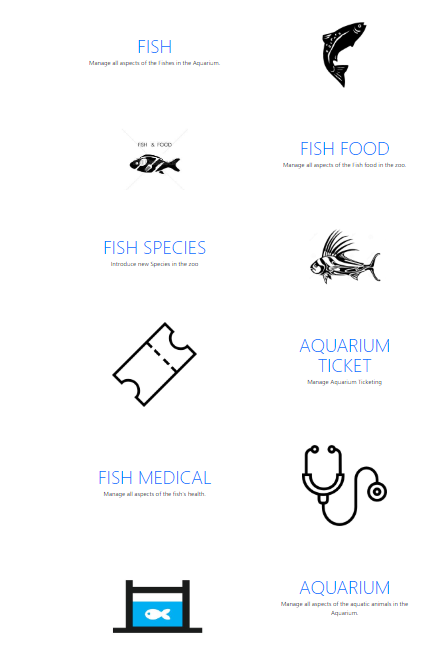 FISH
Manage all aspects of the Fishes in the Aquarium.
FISH IS FOOD
FISH FOOD
Manage all aspects of the Fish food in the zoo.
FISH SPECIES
Introduce new Species in the zoo
AQUARIUM
TICKET
Manage Aquarium Ticketing
FISH MEDICAL
Manage all aspects of the fish's health.
AQUARIUM
Manage all aspects of the aquatic animals in the
Aquarium.